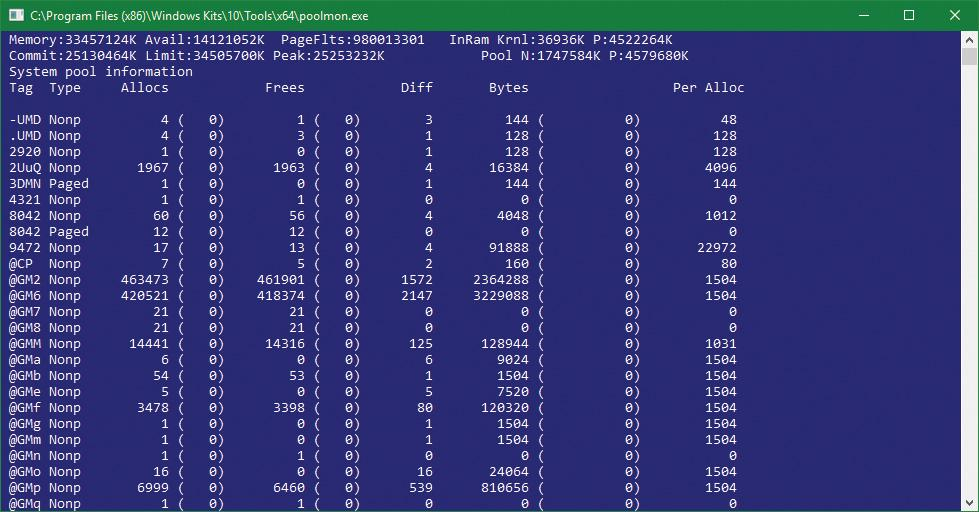 C:\Program Files (x86)\Windows Kits\10\Tools\x64\poolmon.exe
Memory:33457124K Avail:14121052K  PageFlts:980013301   InRam Krnl:36936K P:4522264K
Commit:25130464K Limit:34505700K Peak:25253232K            Pool N:1747584K P:4579680K
System pool information
Tag  Type     Allocs            Frees            Diff       Bytes                  Per Alloc
-UMD Nonp          4 (   0)         1 (   0)        3         144 (          0)          48
.UMD Nonp          4 (   0)         3 (   0)        1         128 (          0)         128
2920 Nonp          1 (   0)         0 (   0)        1         128 (          0)         128
2UuQ Nonp       1967 (   0)      1963 (   0)        4       16384 (          0)        4096
3DMN Paged         1 (   0)         0 (   0)        1         144 (          0)         144
4321 Nonp          1 (   0)         1 (   0)        0           0 (          0)           0
8042 Nonp         60 (   0)        56 (   0)        4        4048 (          0)        1012
8042 Paged        12 (   0)        12 (   0)        0           0 (          0)           0
9472 Nonp         17 (   0)        13 (   0)        4       91888 (          0)       22972
@CP  Nonp          7 (   0)         5 (   0)        2         160 (          0)          80
@GM2 Nonp     463473 (   0)    461901 (   0)     1572     2364288 (          0)        1504
@GM6 Nonp     420521 (   0)    418374 (   0)     2147     3229088 (          0)        1504
@GM7 Nonp         21 (   0)        21 (   0)        0           0 (          0)           0
@GM8 Nonp         21 (   0)        21 (   0)        0           0 (          0)           0
@GMM Nonp      14441 (   0)     14316 (   0)      125      128944 (          0)        1031
@GMa Nonp          6 (   0)         0 (   0)        6        9024 (          0)        1504
@GMb Nonp         54 (   0)        53 (   0)        1        1504 (          0)        1504
@GMe Nonp          5 (   0)         0 (   0)        5        7520 (          0)        1504
@GMf Nonp       3478 (   0)      3398 (   0)       80      120320 (          0)        1504
@GMg Nonp          1 (   0)         0 (   0)        1        1504 (          0)        1504
@GMm Nonp          1 (   0)         0 (   0)        1        1504 (          0)        1504
@GMn Nonp          1 (   0)         1 (   0)        0           0 (          0)           0
@GMo Nonp         16 (   0)         0 (   0)       16       24064 (          0)        1504
@GMp Nonp       6999 (   0)      6460 (   0)      539      810656 (          0)        1504
@GMq Nonp          1 (   0)         1 (   0)        0           0 (          0)           0